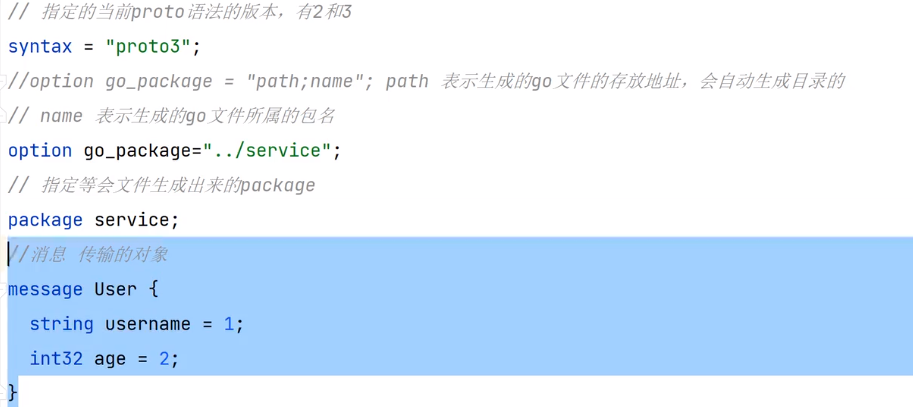 // 指定的当前proto语法的版本，有2和3
syntax = "proto3";
//option go_package = "path;name"; path 表示生成的go文件的存放地址，会自动生成目录的
// name 表示生成的go文件所属的包名
option go_package="../service";
// 指定等会文件生成出来的package
package service;
//消息 传输的对象
message User {
  string username = 1;
  int32 age = 2;
}